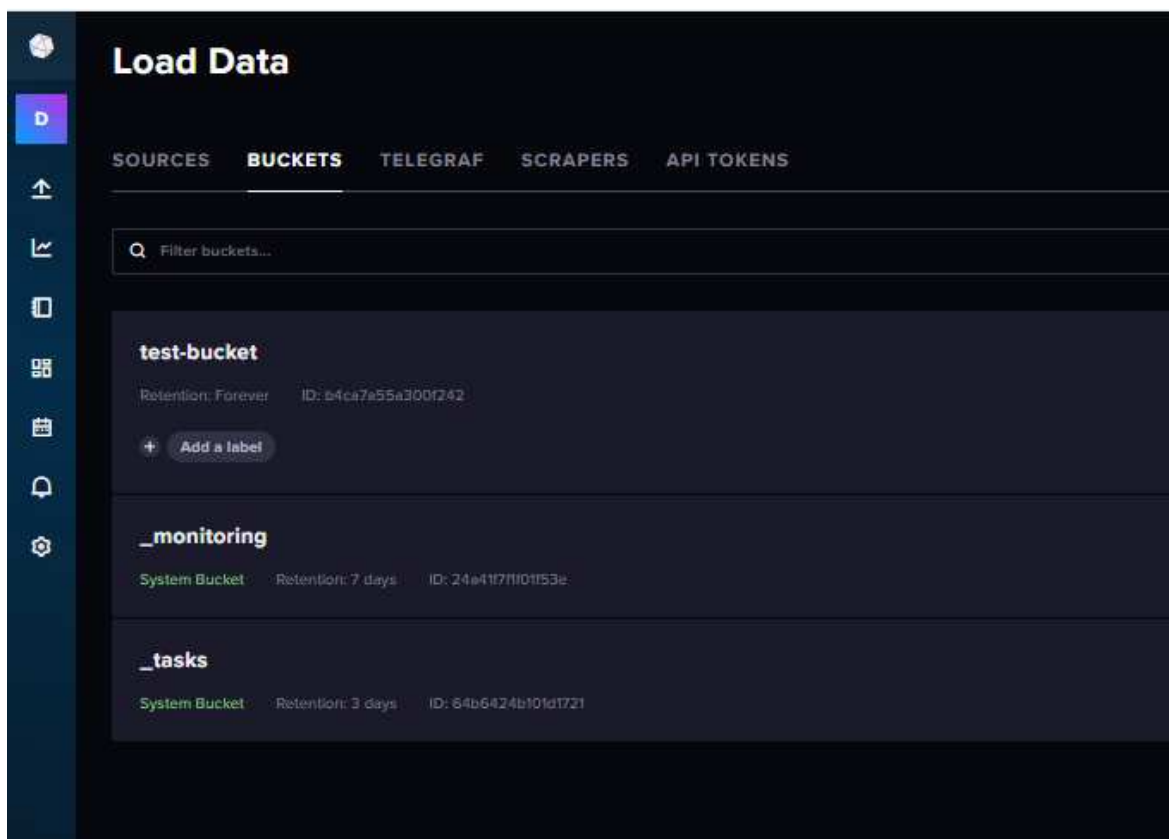 Load Data
D
SOURCES BUCKETS TELEGRAF SCRAPERS API TOKENS
Filter buckets...
test-bucket
Retention: Forever ID: b4ca7a55a300f242
+ Add a label
_monitoring
System Bucket Retention: 7 days ID:
_tasks
System Bucket Retention: 3 days ID: 64b6424b101d1721